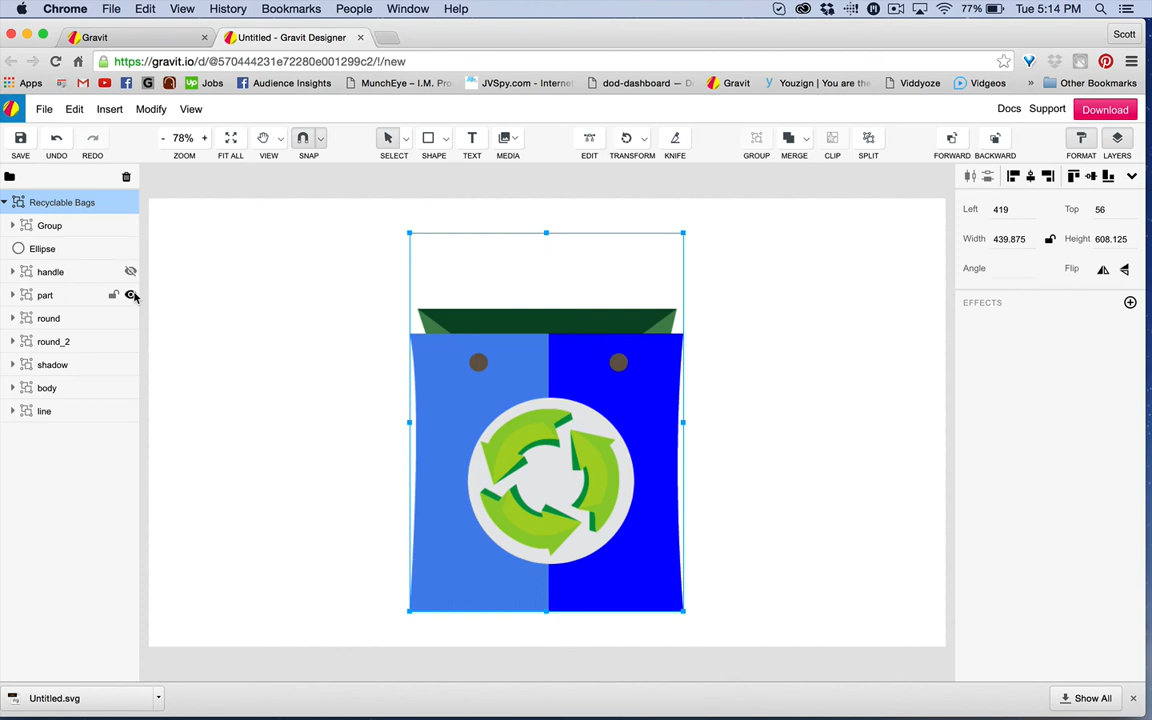 Chrome File Edit View History Bookmarks People Window Help 77% Tue 5:14 PM
Gravit Untitled - Gravit Designer Scott
https://gravit.io/d/@570444231e72280e001299c2/!/new
Apps Up Jobs Audience Insights MunchEye — I.M. Pro JVSpy.com - Internet dod-dashboard — Gravit Youzign | You are the Viddyoze Vidgeos » Other Bookmarks
File Edit Insert Modify View Docs Support Download
- 78% +
SAVE UNDO REDO ZOOM FIT ALL VIEW SNAP SELECT SHAPE TEXT MEDIA EDIT TRANSFORM KNIFE GROUP MERGE CLIP SPLIT FORWARD BACKWARD FORMAT LAYERS
Recyclable Bags
Group
Ellipse
handle
part
round
round_2
shadow
body
line
Left 419 Top 56
Width 439.875 Height 608.125
Angle Flip
EFFECTS
Untitled.svg Show All